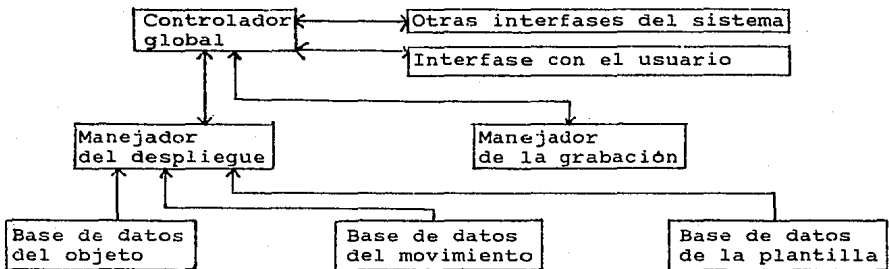 Controlador
global
Otras interfases del sistema
Interfase con el usuario
Manejador
del despliegue
Manejador
de la grabación
Base de datos
del objeto
Base de datos
del movimiento
Base de datos
de la plantilla